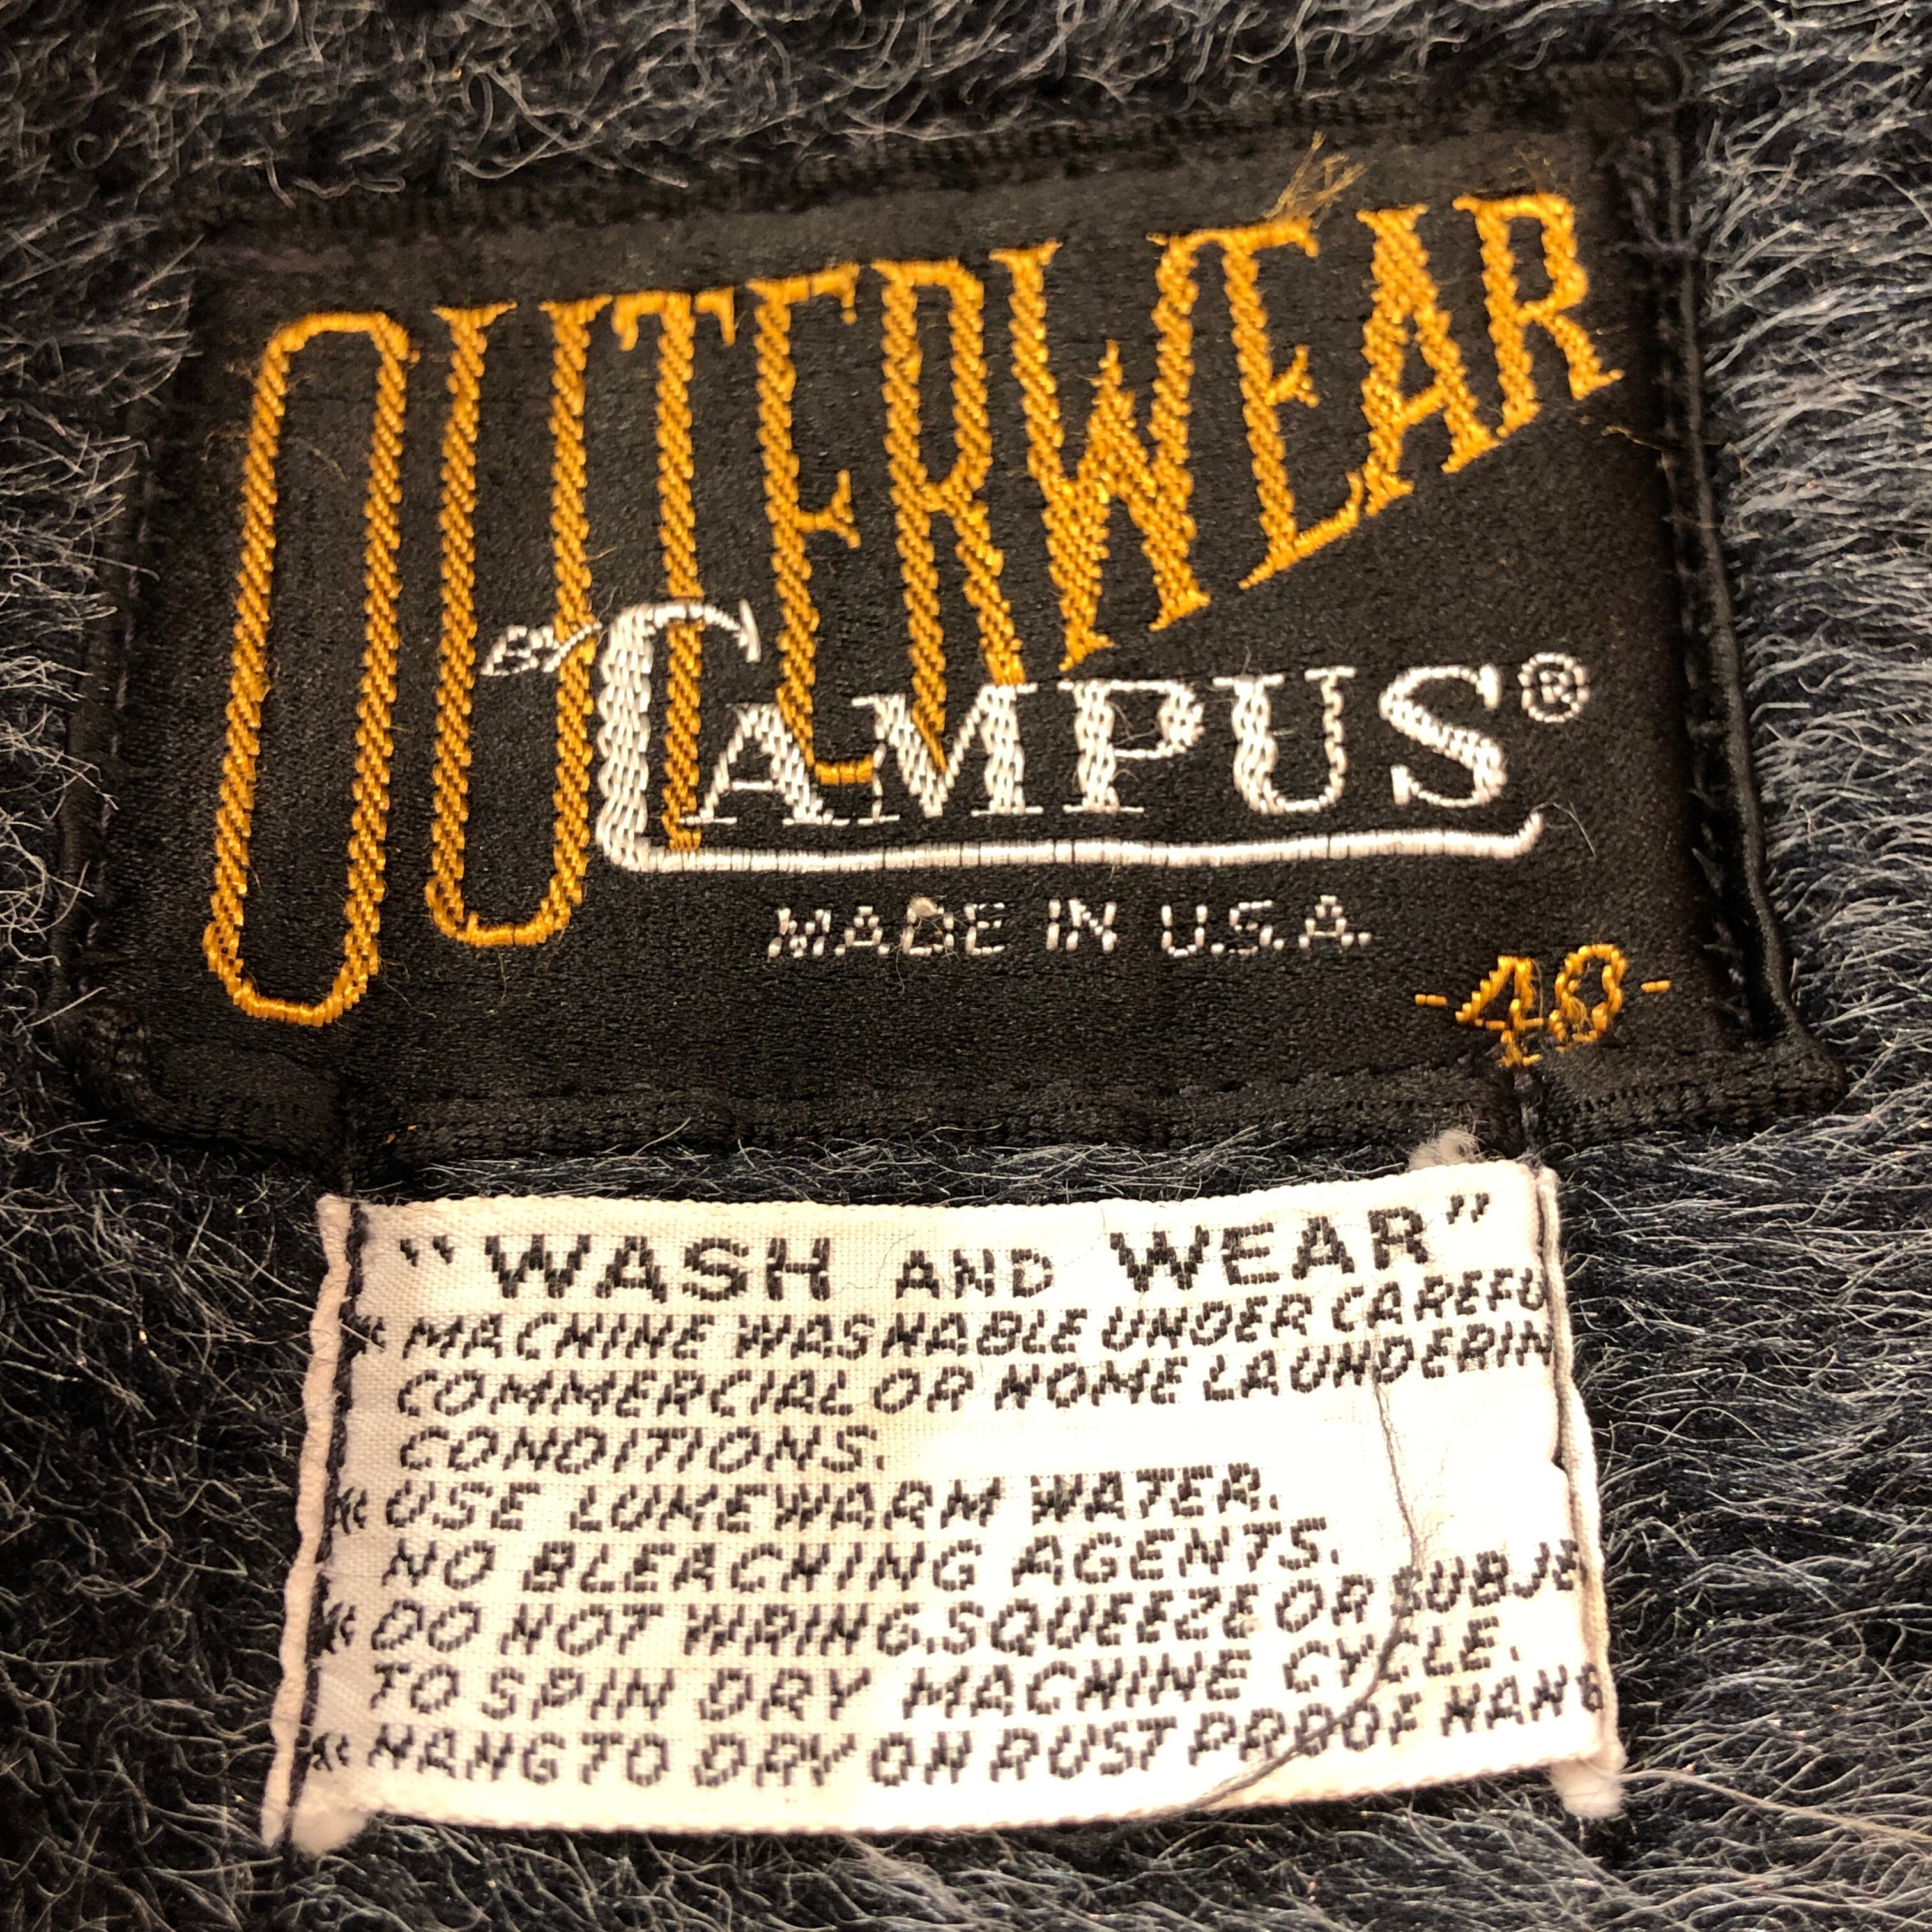 OUTERWEAR
BY CAMPUS®
MADE IN U.S.A.
-40-
"WASH AND WEAR"
MACHINE WASHABLE UNDER CAREFU
COMMERCIAL OR HOME LAUNDERIN
CONDITIONS.
USE LUKEWARM WATER.
NO BLEACHING AGENTS.
DO NOT WRING, SQUEEZE OR SUBJE
TO SPIN DRY MACHINE CYCLE.
HANG TO DRY ON RUST PROOF HANG